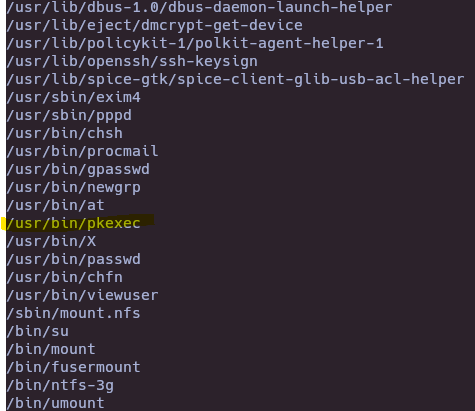 /usr/lib/dbus-1.0/dbus-daemon-launch-helper
/usr/lib/eject/dmcrypt-get-device
/usr/lib/policykit-1/polkit-agent-helper-1
/usr/lib/openssh/ssh-keysign
/usr/lib/spice-gtk/spice-client-glib-usb-acl-helper
/usr/sbin/exim4
/usr/sbin/pppd
/usr/bin/chsh
/usr/bin/procmail
/usr/bin/gpasswd
/usr/bin/newgrp
/usr/bin/at
/usr/bin/pkexec
/usr/bin/X
/usr/bin/passwd
/usr/bin/chfn
/usr/bin/viewuser
/sbin/mount.nfs
/bin/su
/bin/mount
/bin/fusermount
/bin/ntfs-3g
/bin/umount